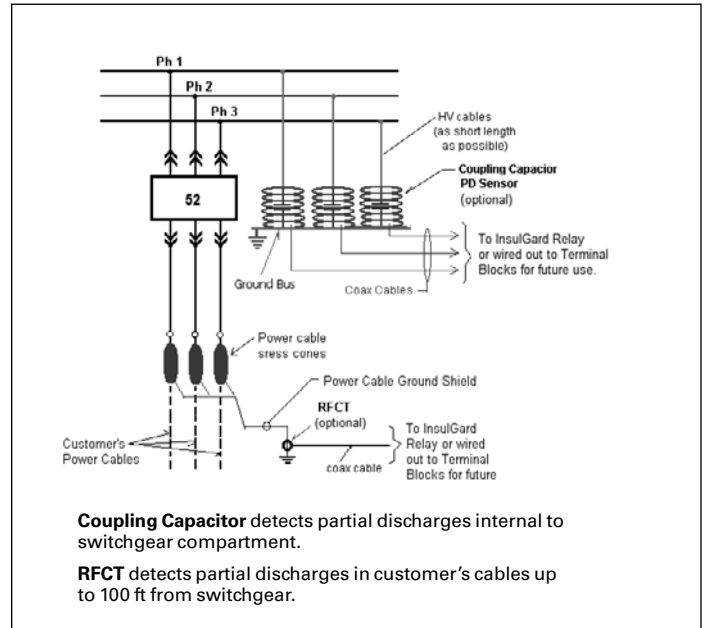 Ph 1
Ph 2
Ph 3
HV cables
(as short length
as possible)
Coupling Capacior
PD Sensor
(optional)
52
To InsulGard Relay
or wired out to Terminal
Blocks for future use.
Ground Bus
Coax Cables
Power cable
sress cones
Power Cable Ground Shield
RFCT
(optional)
To InsulGard
Relay or wired
out to Terminal
Blocks for future
Customer's
Power Cables
coax cable
Coupling Capacitor detects partial discharges internal to
switchgear compartment.
RFCT detects partial discharges in customer's cables up
to 100 ft from switchgear.